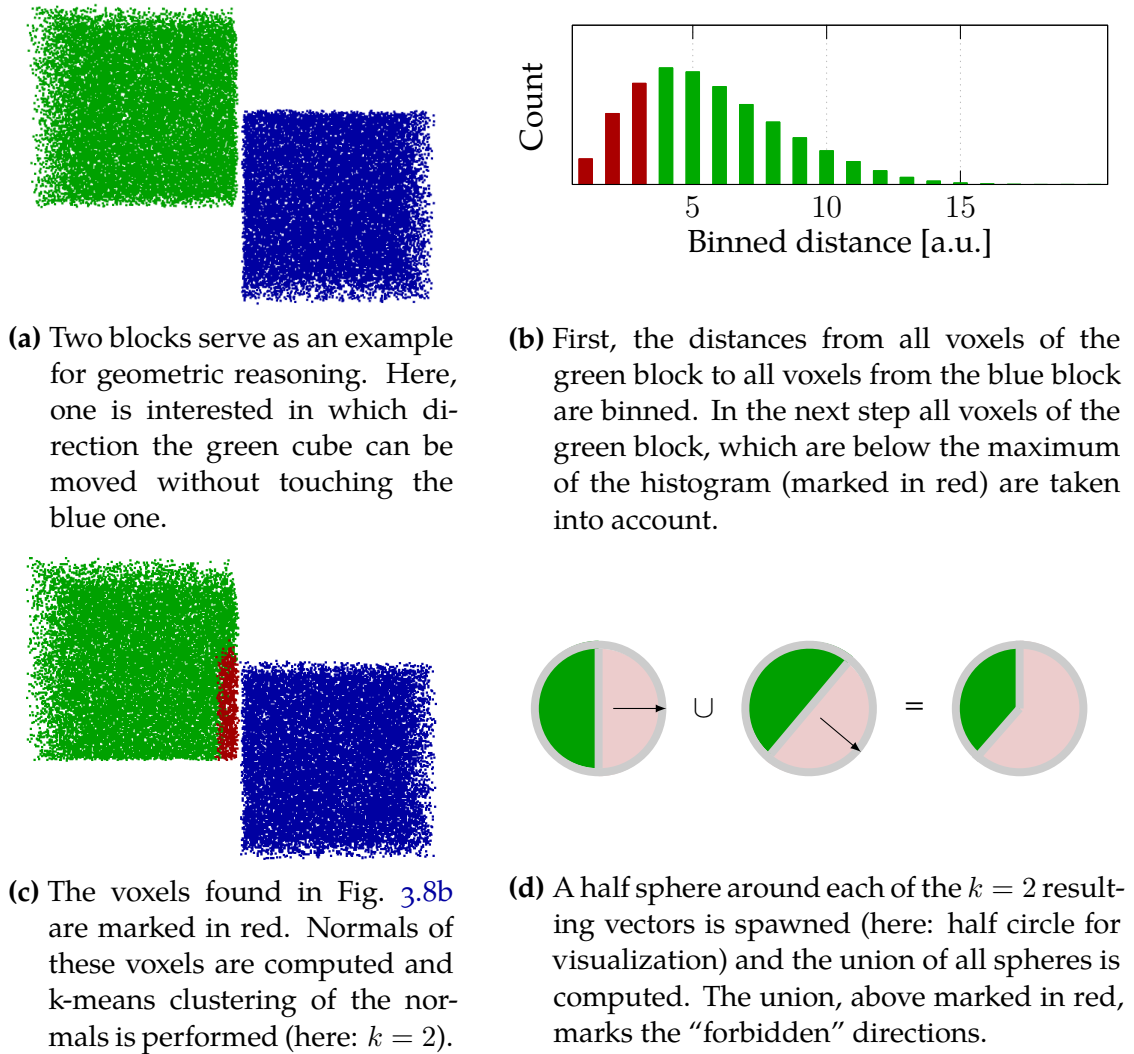 Count
5 10 15
Binned distance [a.u.]
(a) Two blocks serve as an example
for geometric reasoning. Here,
one is interested in which di-
rection the green cube can be
moved without touching the
blue one.
(b) First, the distances from all voxels of the
green block to all voxels from the blue block
are binned. In the next step all voxels of the
green block, which are below the maximum
of the histogram (marked in red) are taken
into account.
∪ =
(c) The voxels found in Fig. 3.8b
are marked in red. Normals of
these voxels are computed and
k-means clustering of the nor-
mals is performed (here: k = 2).
(d) A half sphere around each of the k = 2 result-
ing vectors is spawned (here: half circle for
visualization) and the union of all spheres is
computed. The union, above marked in red,
marks the “forbidden” directions.